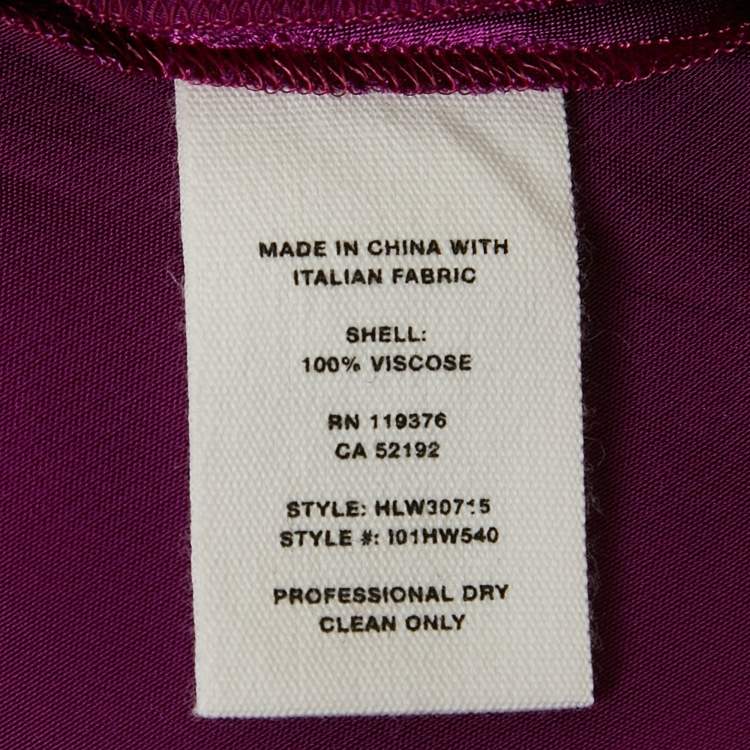 MADE IN CHINA WITH
ITALIAN FABRIC
SHELL:
100% VISCOSE
RN 119376
CA 52192
STYLE: HLW30715
STYLE #: I01HW540
PROFESSIONAL DRY
CLEAN ONLY